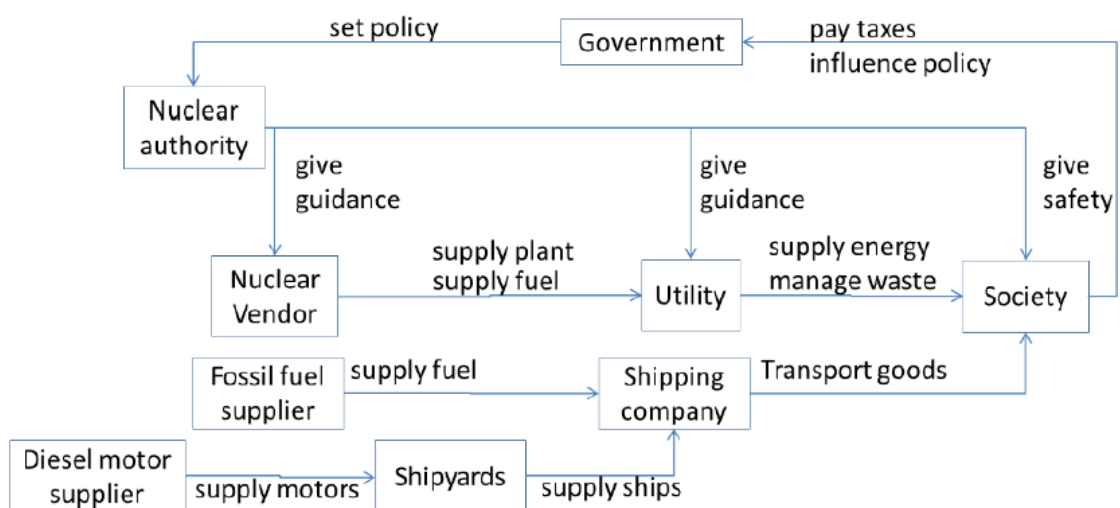 set policy
Government
pay taxes
influence policy
Nuclear
authority
give
guidance
give
guidance
give
safety
Nuclear
Vendor
supply plant
supply fuel
Utility
supply energy
manage waste
Society
Fossil fuel
supplier
supply fuel
Shipping
company
Transport goods
Diesel motor
supplier
supply motors
Shipyards
supply ships